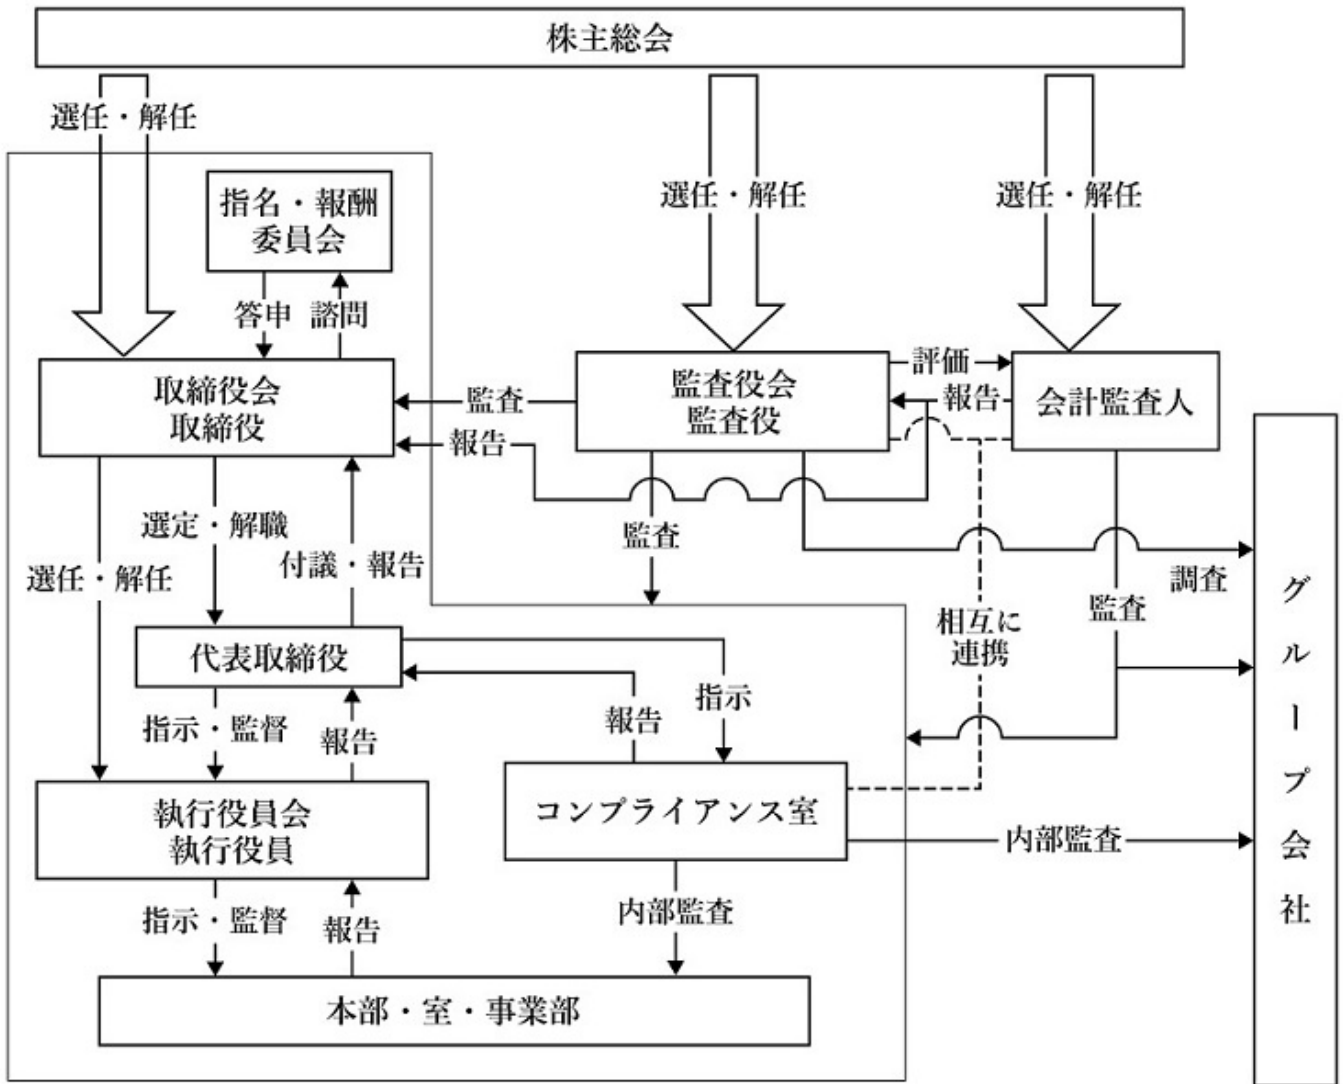 株主総会
選任・解任
選任・解任
選任・解任
指名・報酬
委員会
答申
諮問
取締役会
取締役
監査
報告
監査役会
監査役
評価
報告
会計監査人
選定・解職
付議・報告
選任・解任
監査
調査
監査
相互に
連携
グループ会社
代表取締役
指示
報告
指示・監督
報告
執行役員会
執行役員
コンプライアンス室
内部監査
指示・監督
報告
内部監査
本部・室・事業部